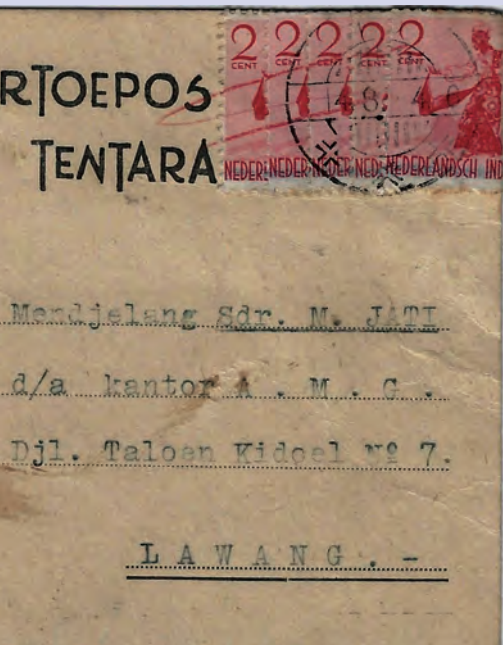 2 CENT 2 CENT 2 CENT 2 CENT 2 CENT
RTOEPOS
TENTARA
NEDER NEDER NEDER NED NEDERLANDSCH IND
Mendjelang Sdr. M. JATI
d/a kantor A . M . G .
Djl. Taloen Kidoel Nº 7.
L A W A N G . -